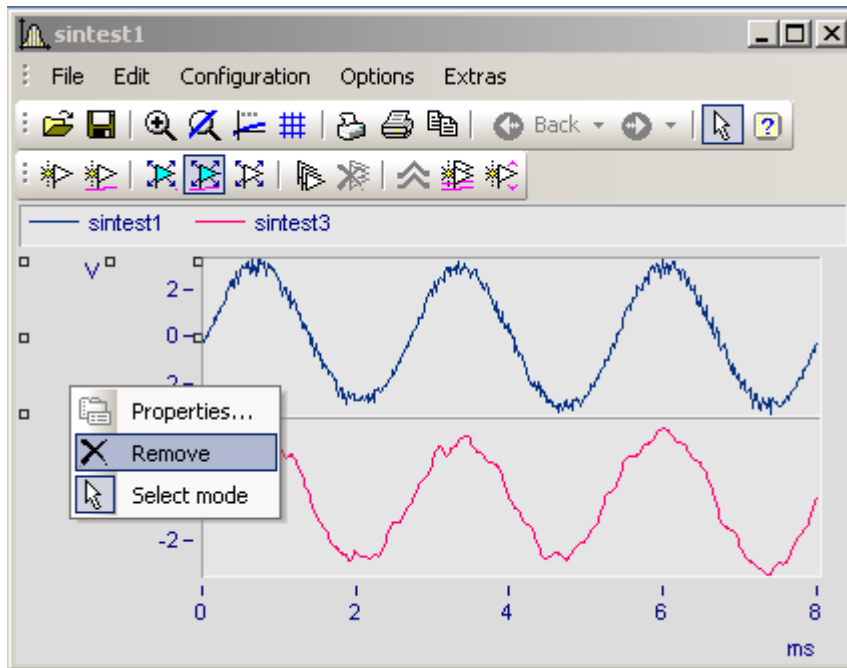 sintest1
File Edit Configuration Options Extras
Back
sintest1 sintest3
V
2
0
2
Properties...
Remove
Select mode
-2
0 2 4 6 8
ms